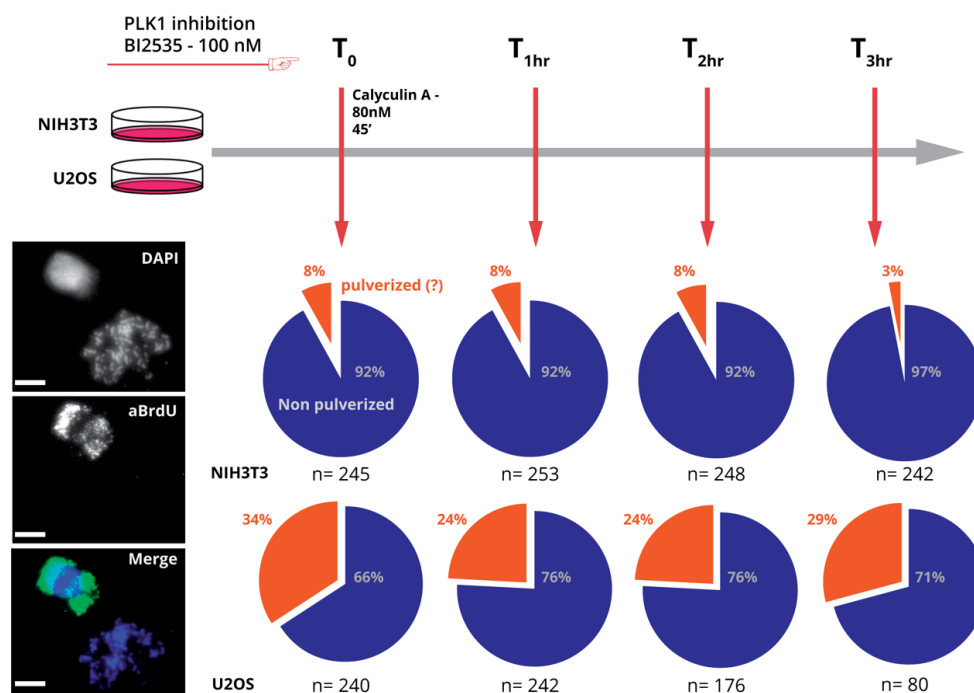 PLK1 inhibition
BI2535 - 100 nM
T0
T1hr
T2hr
T3hr
Calyculin A -
80nM
45’
NIH3T3
U2OS
DAPI
aBrdU
Merge
8%
pulverized (?)
92%
Non pulverized
8%
92%
8%
92%
3%
97%
NIH3T3
n= 245
n= 253
n= 248
n= 242
34%
66%
24%
76%
24%
76%
29%
71%
U2OS
n= 240
n= 242
n= 176
n= 80